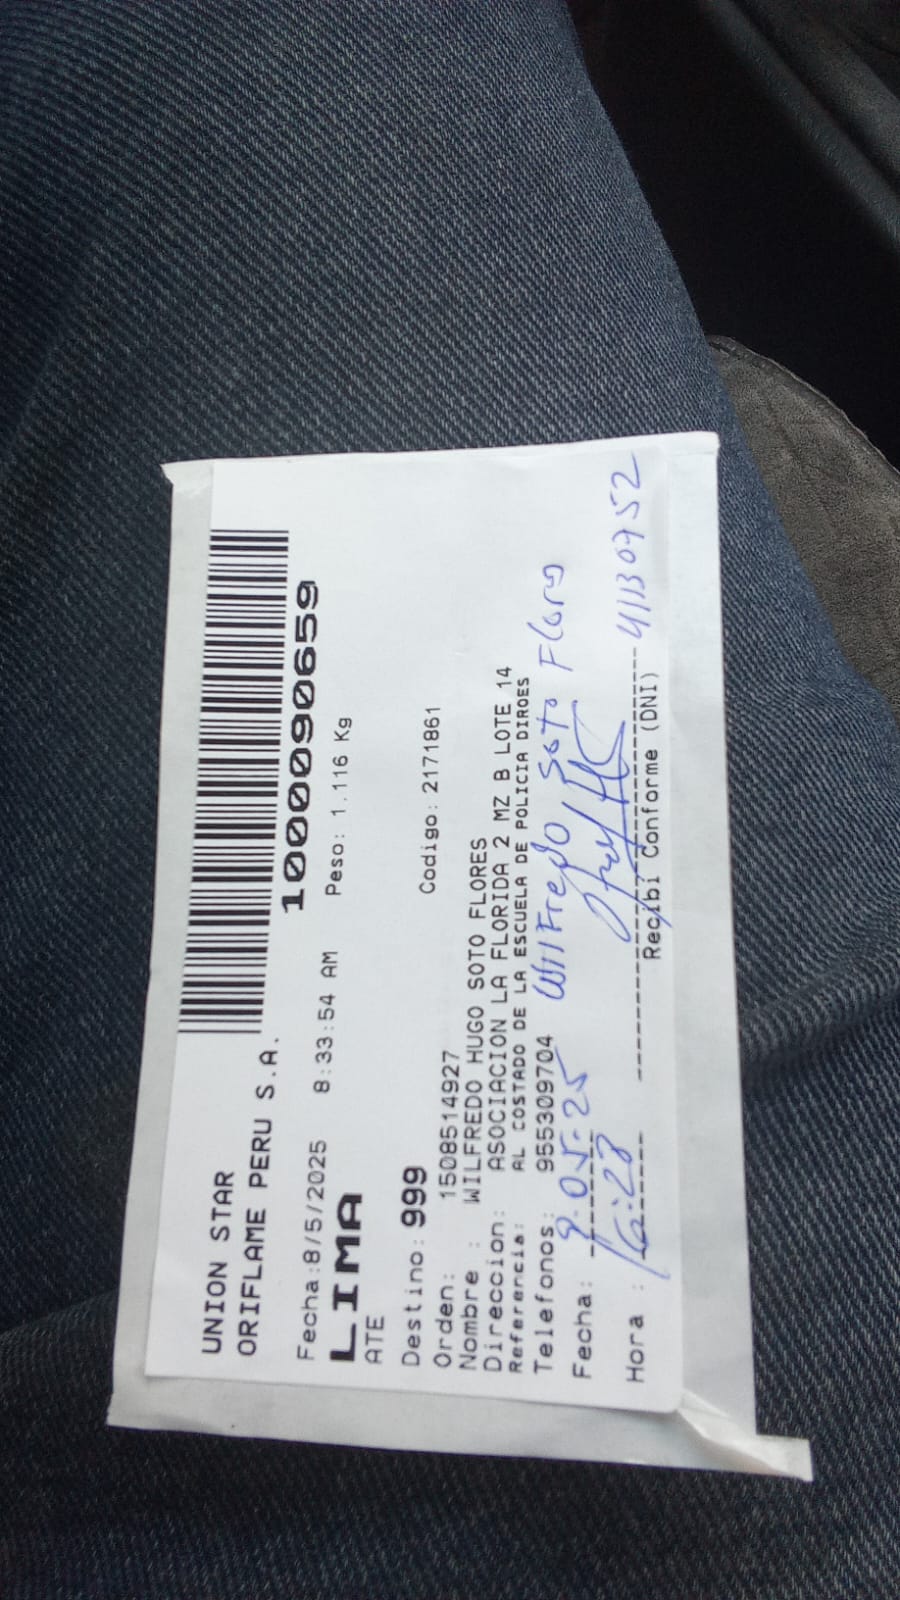 UNION STAR
ORIFLAME PERU S.A.
1000090659
Fecha:8/5/2025 8:33:54 AM Peso: 1.116 Kg
LIMA
ATE
Destino: 999 Codigo: 2171861
Orden: 1508514927
Nombre : WILFREDO HUGO SOTO FLORES
Direccion: ASOCIACION LA FLORIDA 2 MZ B LOTE 14
Referencia: AL COSTADO DE LA ESCUELA DE POLICIA DIROES
Telefonos: 955309704
Fecha: 9.05.25 Wilfredo Soto Flores
Hora : 16:28 41130952
Recibi Conforme (DNI)